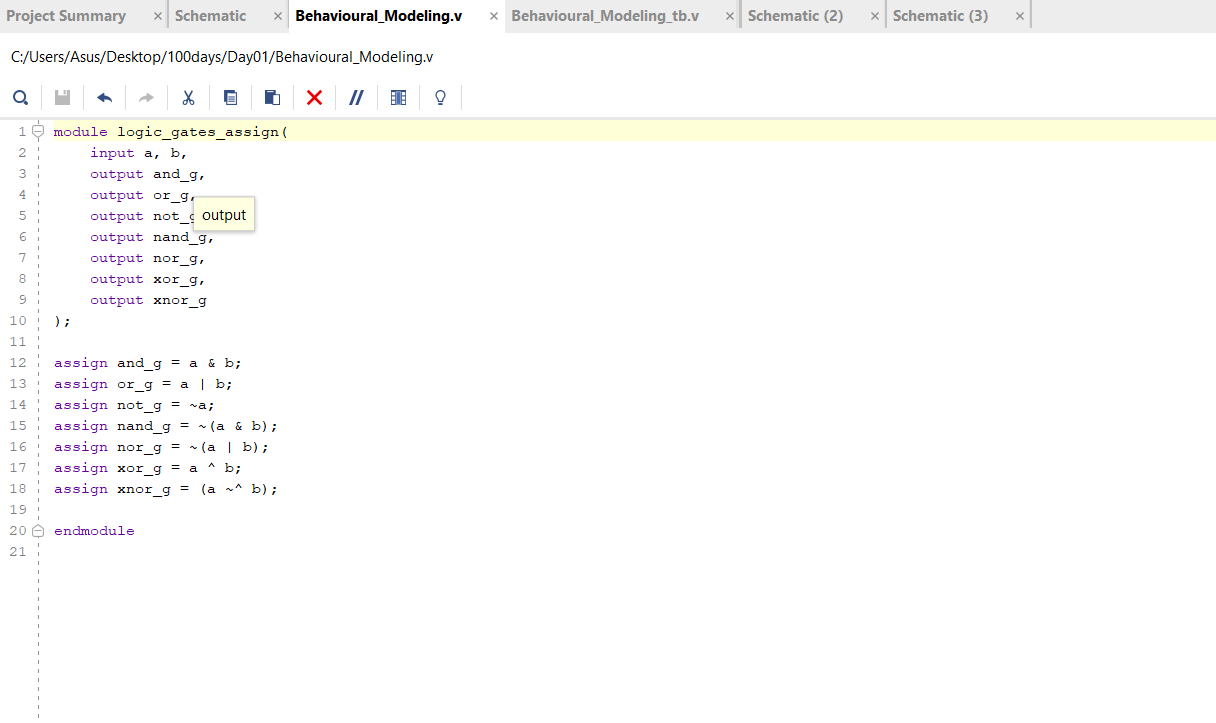 Project Summary × Schematic × Behavioural_Modeling.v × Behavioural_Modeling_tb.v × Schematic (2) × Schematic (3) ×
C:/Users/Asus/Desktop/100days/Day01/Behavioural_Modeling.v
1 module logic_gates_assign(
2 input a, b,
3 output and_g,
4 output or_g,
5 output not_g
output
6 output nand_g,
7 output nor_g,
8 output xor_g,
9 output xnor_g
10 );
11
12 assign and_g = a & b;
13 assign or_g = a | b;
14 assign not_g = ~a;
15 assign nand_g = ~(a & b);
16 assign nor_g = ~(a | b);
17 assign xor_g = a ^ b;
18 assign xnor_g = (a ~^ b);
19
20 endmodule
21